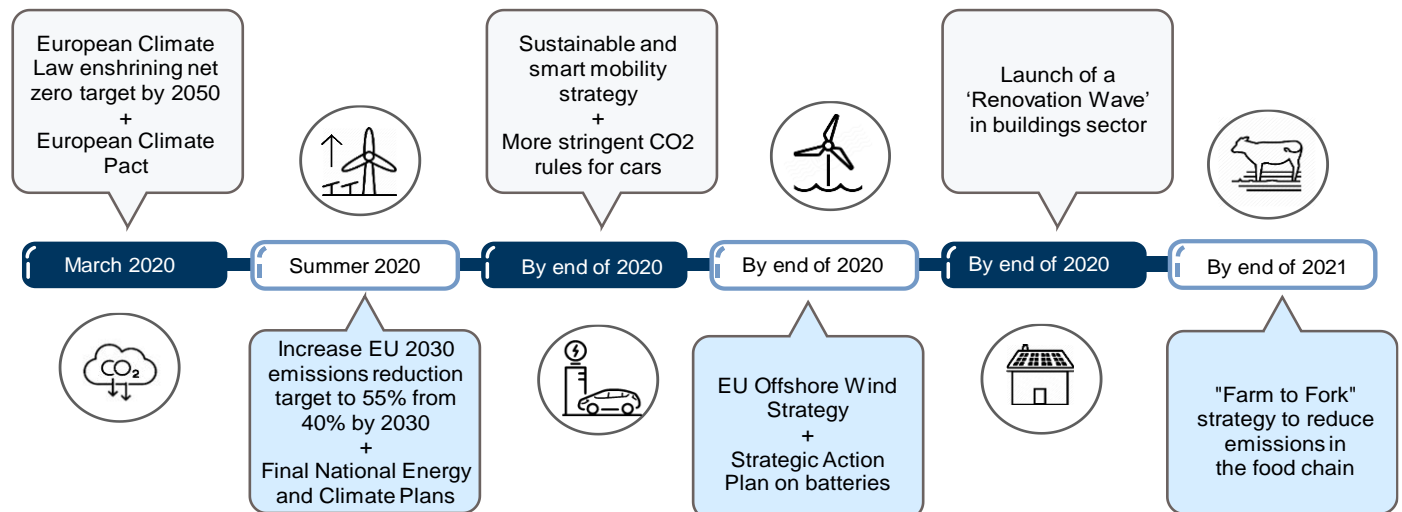 European Climate
Law enshrining net
zero target by 2050
+
European Climate
Pact
Sustainable and
smart mobility
strategy
+
More stringent CO2
rules for cars
Launch of a
‘Renovation Wave’
in buildings sector
March 2020
Summer 2020
By end of 2020
By end of 2020
By end of 2020
By end of 2021
CO₂
Increase EU 2030
emissions reduction
target to 55% from
40% by 2030
+
Final National Energy
and Climate Plans
EU Offshore Wind
Strategy
+
Strategic Action
Plan on batteries
"Farm to Fork"
strategy to reduce
emissions in
the food chain